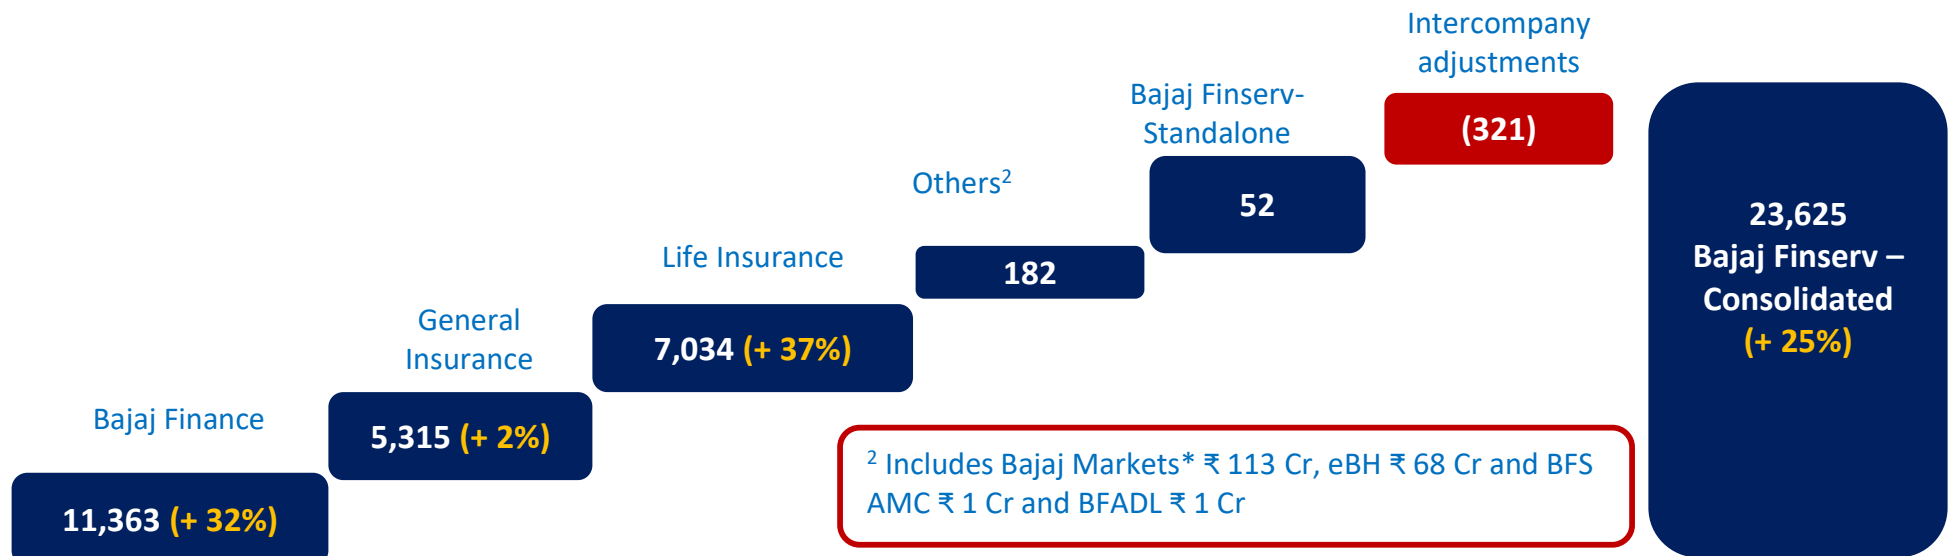 Intercompany
adjustments
(321)
Bajaj Finserv-
Standalone
52
Others²
182
Life Insurance
7,034 (+ 37%)
General
Insurance
5,315 (+ 2%)
Bajaj Finance
11,363 (+ 32%)
23,625
Bajaj Finserv –
Consolidated
(+ 25%)
² Includes Bajaj Markets* ₹ 113 Cr, eBH ₹ 68 Cr and BFS
AMC ₹ 1 Cr and BFADL ₹ 1 Cr